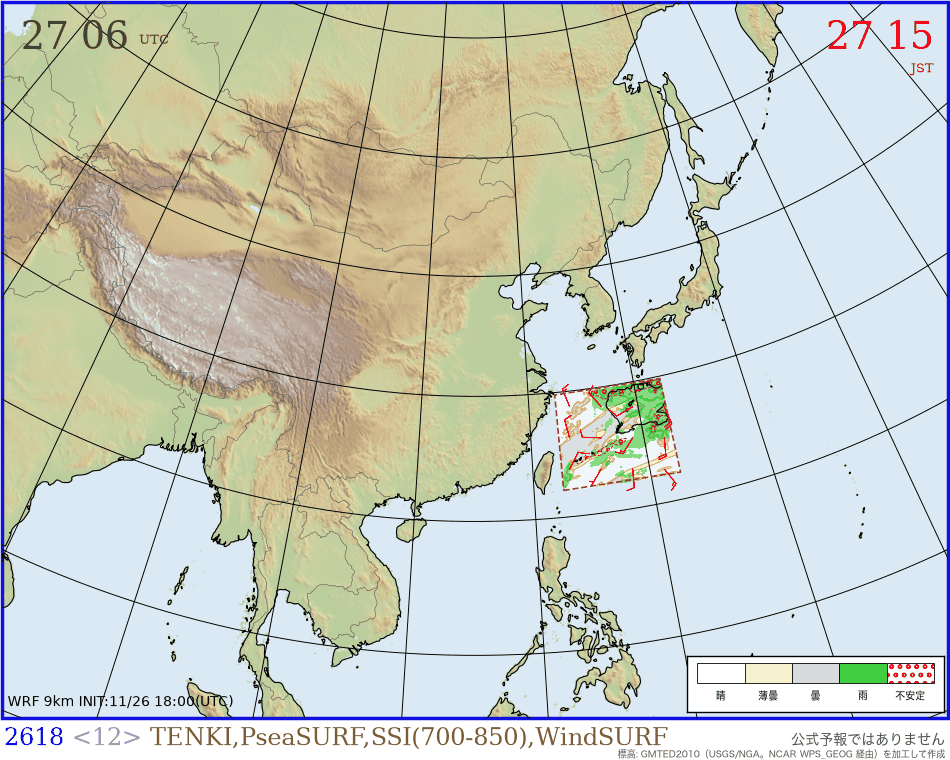 27 06 UTC
27 15
JST
晴 薄曇 曇 雨 不安定
WRF 9km INIT:11/26 18:00(UTC)
2618 <12> TENKI,PseaSURF,SSI(700-850),WindSURF
公式予報ではありません
標高: GMTED2010（USGS/NGA。NCAR WPS_GEOG 経由）を加工して作成